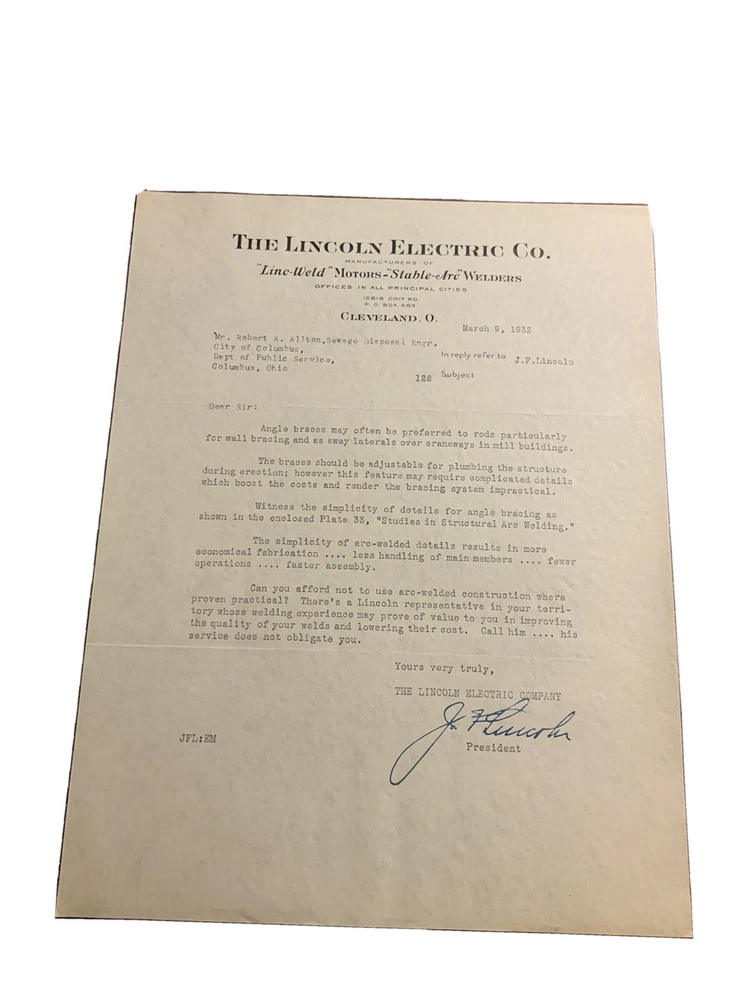 THE LINCOLN ELECTRIC CO.
MANUFACTURERS OF
"Linc-Weld" MOTORS-"Stable-Arc" WELDERS
OFFICES IN ALL PRINCIPAL CITIES
12818 COIT RD.
P.O. BOX 683
CLEVELAND, O.
March 9, 1932
Mr. Robert A. Allton,Sewage Disposal Engr.
City of Columbus,
Dept of Public Service,
Columbus, Ohio
In reply refer to J.F.Lincoln
128 Subject
Dear Sir:
Angle braces may often be preferred to rods particularly
for wall bracing and as sway laterals over craneways in mill buildings.
The braces should be adjustable for plumbing the structure
during erection; however this feature may require complicated details
which boost the costs and render the bracing system impractical.
Witness the simplicity of details for angle bracing as
shown in the enclosed Plate 33, "Studies in Structural Arc Welding."
The simplicity of arc-welded details results in more
economical fabrication .... less handling of main members .... fewer
operations .... faster assembly.
Can you afford not to use arc-welded construction where
proven practical? There's a Lincoln representative in your terri-
tory whose welding experience may prove of value to you in improving
the quality of your welds and lowering their cost. Call him .... his
service does not obligate you.
Yours very truly,
THE LINCOLN ELECTRIC COMPANY
J. F. Lincoln
President
JFL:EM